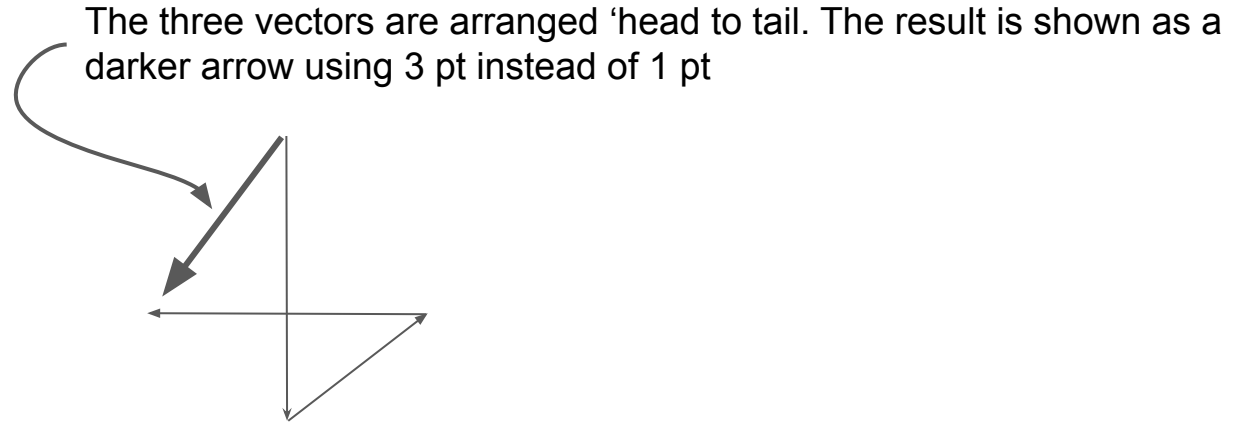 The three vectors are arranged ‘head to tail. The result is shown as a
darker arrow using 3 pt instead of 1 pt